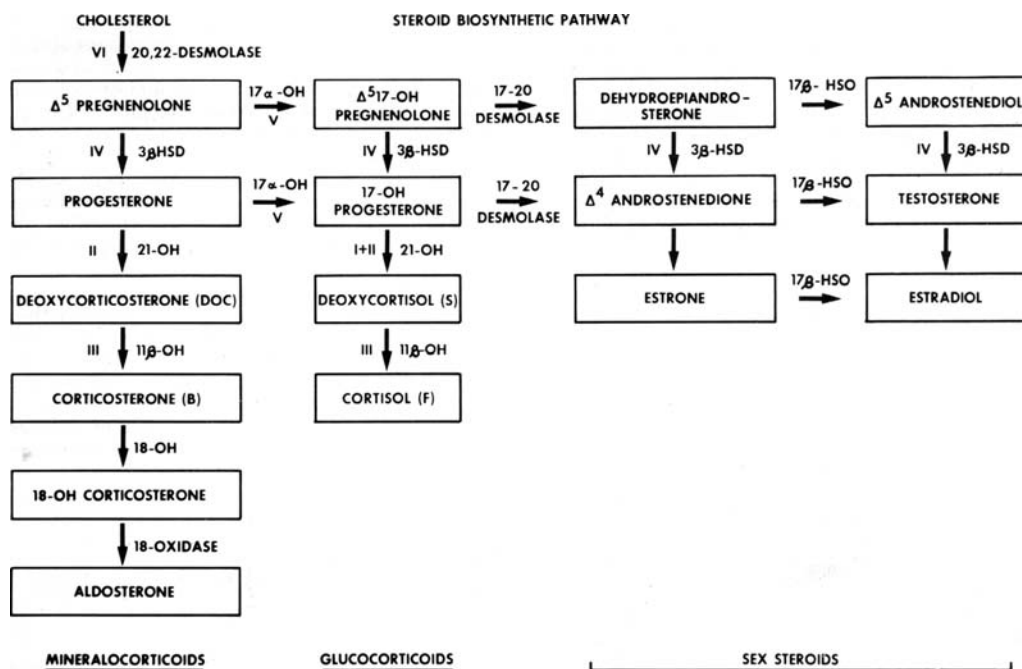 CHOLESTEROL
STEROID BIOSYNTHETIC PATHWAY
VI 20,22-DESMOLASE
Δ⁵ PREGNENOLONE
17α-OH
V
Δ⁵17-OH
PREGNENOLONE
17-20
DESMOLASE
DEHYDROEPIANDRO-
STERONE
17β- HSO
Δ⁵ ANDROSTENEDIOL
IV 3βHSD
IV 3β-HSD
IV 3β-HSD
IV 3β-HSD
PROGESTERONE
17α-OH
V
17-OH
PROGESTERONE
17-20
DESMOLASE
Δ⁴ ANDROSTENEDIONE
17β-HSO
TESTOSTERONE
II 21-OH
I+II 21-OH
DEOXYCORTICOSTERONE (DOC)
DEOXYCORTISOL (S)
ESTRONE
17β-HSO
ESTRADIOL
III 11β-OH
III 11β-OH
CORTICOSTERONE (B)
CORTISOL (F)
18-OH
18-OH CORTICOSTERONE
18-OXIDASE
ALDOSTERONE
MINERALOCORTICOIDS
GLUCOCORTICOIDS
SEX STEROIDS